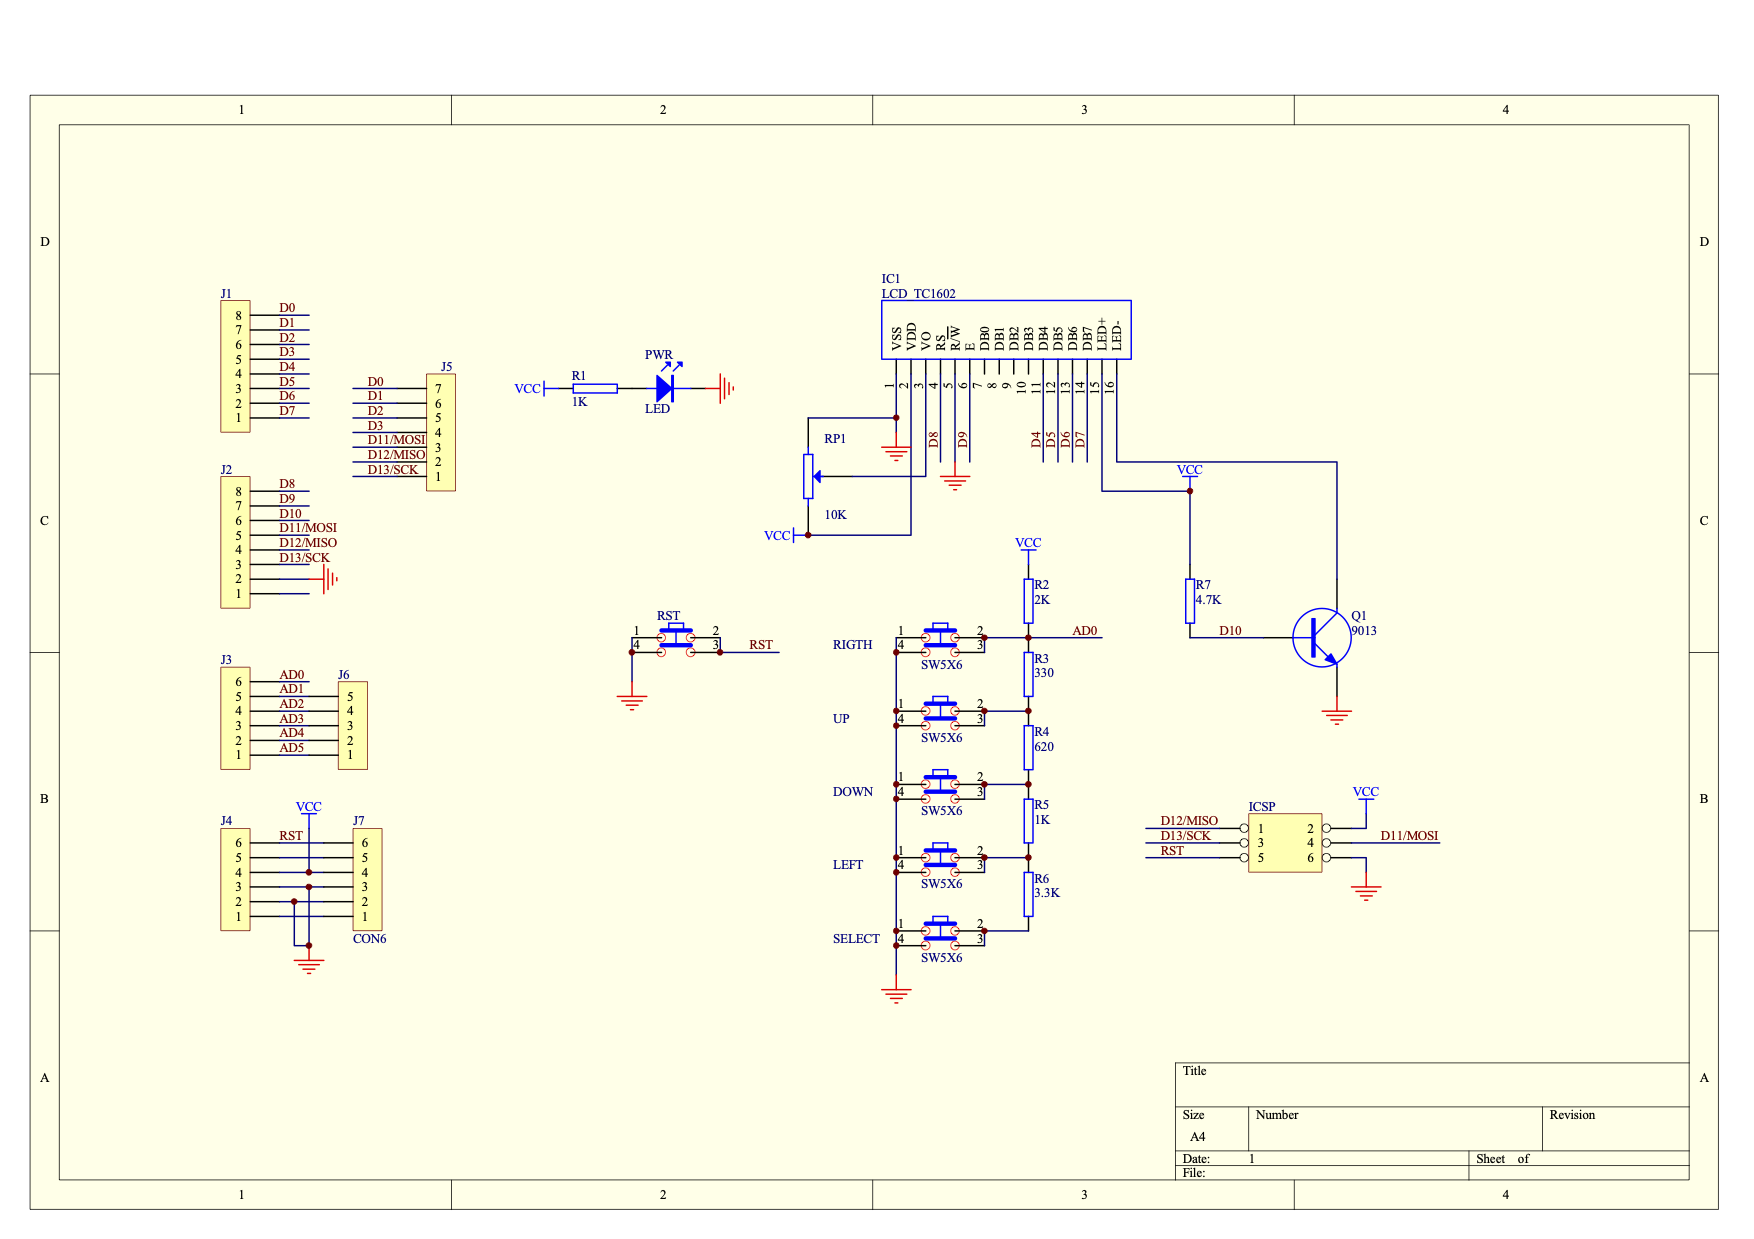 1 2 3 4
D D
C C
B B
A A
1 2 3 4
J1
8 D0
7 D1
6 D2
5 D3
4 D4
3 D5
2 D6
1 D7
J5
D0 7
D1 6
D2 5
D3 4
D11/MOSI 3
D12/MISO 2
D13/SCK 1
J2
8 D8
7 D9
6 D10
5 D11/MOSI
4 D12/MISO
3 D13/SCK
2
1
J3 J6
6 AD0
5 AD1 5
4 AD2 4
3 AD3 3
2 AD4 2
1 AD5 1
VCC
J4 J7
6 RST 6
5 5
4 4
3 3
2 2
1 1
CON6
PWR
VCC R1
1K LED
RST
1 2
4 3 RST
IC1
LCD TC1602
VSS VDD VO RS R/W E DB0 DB1 DB2 DB3 DB4 DB5 DB6 DB7 LED+ LED-
1 2 3 4 5 6 7 8 9 10 11 12 13 14 15 16
D8 D9 D4 D5 D6 D7
RP1
10K
VCC
VCC
R7
4.7K
D10
Q1
9013
VCC
R2
2K
AD0
RIGTH 1 2
4 3
SW5X6
R3
330
UP 1 2
4 3
SW5X6
R4
620
DOWN 1 2
4 3
SW5X6
R5
1K
LEFT 1 2
4 3
SW5X6
R6
3.3K
SELECT 1 2
4 3
SW5X6
ICSP VCC
D12/MISO 1 2
D13/SCK 3 4 D11/MOSI
RST 5 6
Title
Size Number Revision
A4
Date: 1 Sheet of
File: